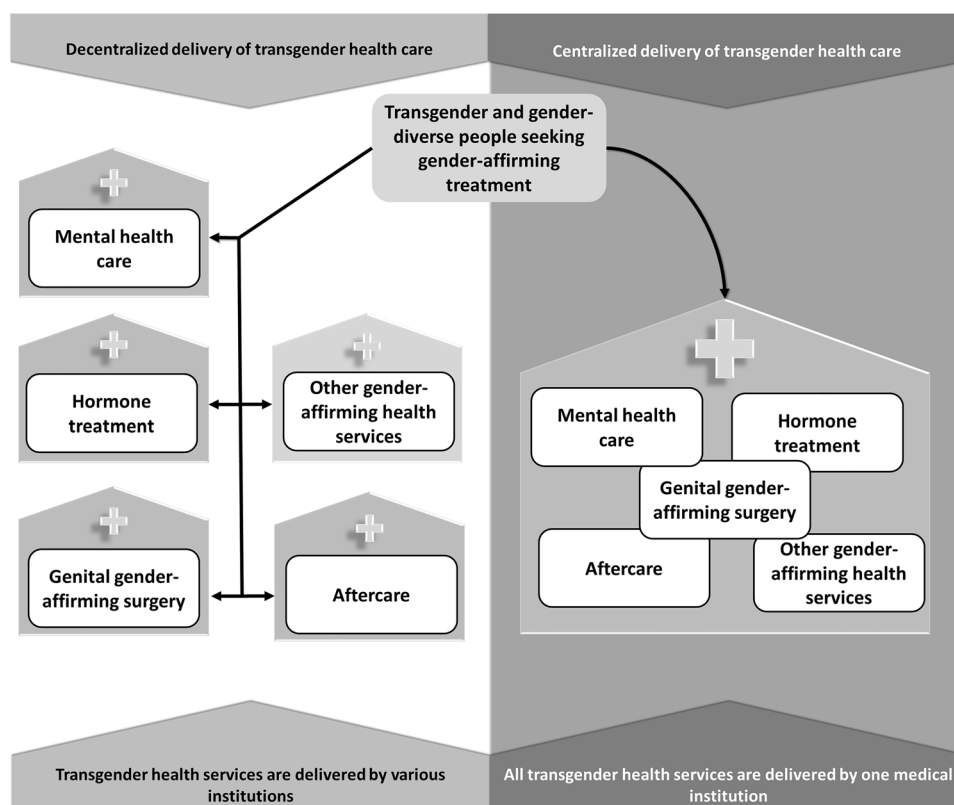 Decentralized delivery of transgender health care
Centralized delivery of transgender health care
Transgender and gender-
diverse people seeking
gender-affirming
treatment
Mental health
care
Hormone
treatment
Other gender-
affirming health
services
Genital gender-
affirming surgery
Aftercare
Mental health
care
Hormone
treatment
Genital gender-
affirming surgery
Aftercare
Other gender-
affirming health
services
Transgender health services are delivered by various
institutions
All transgender health services are delivered by one medical
institution